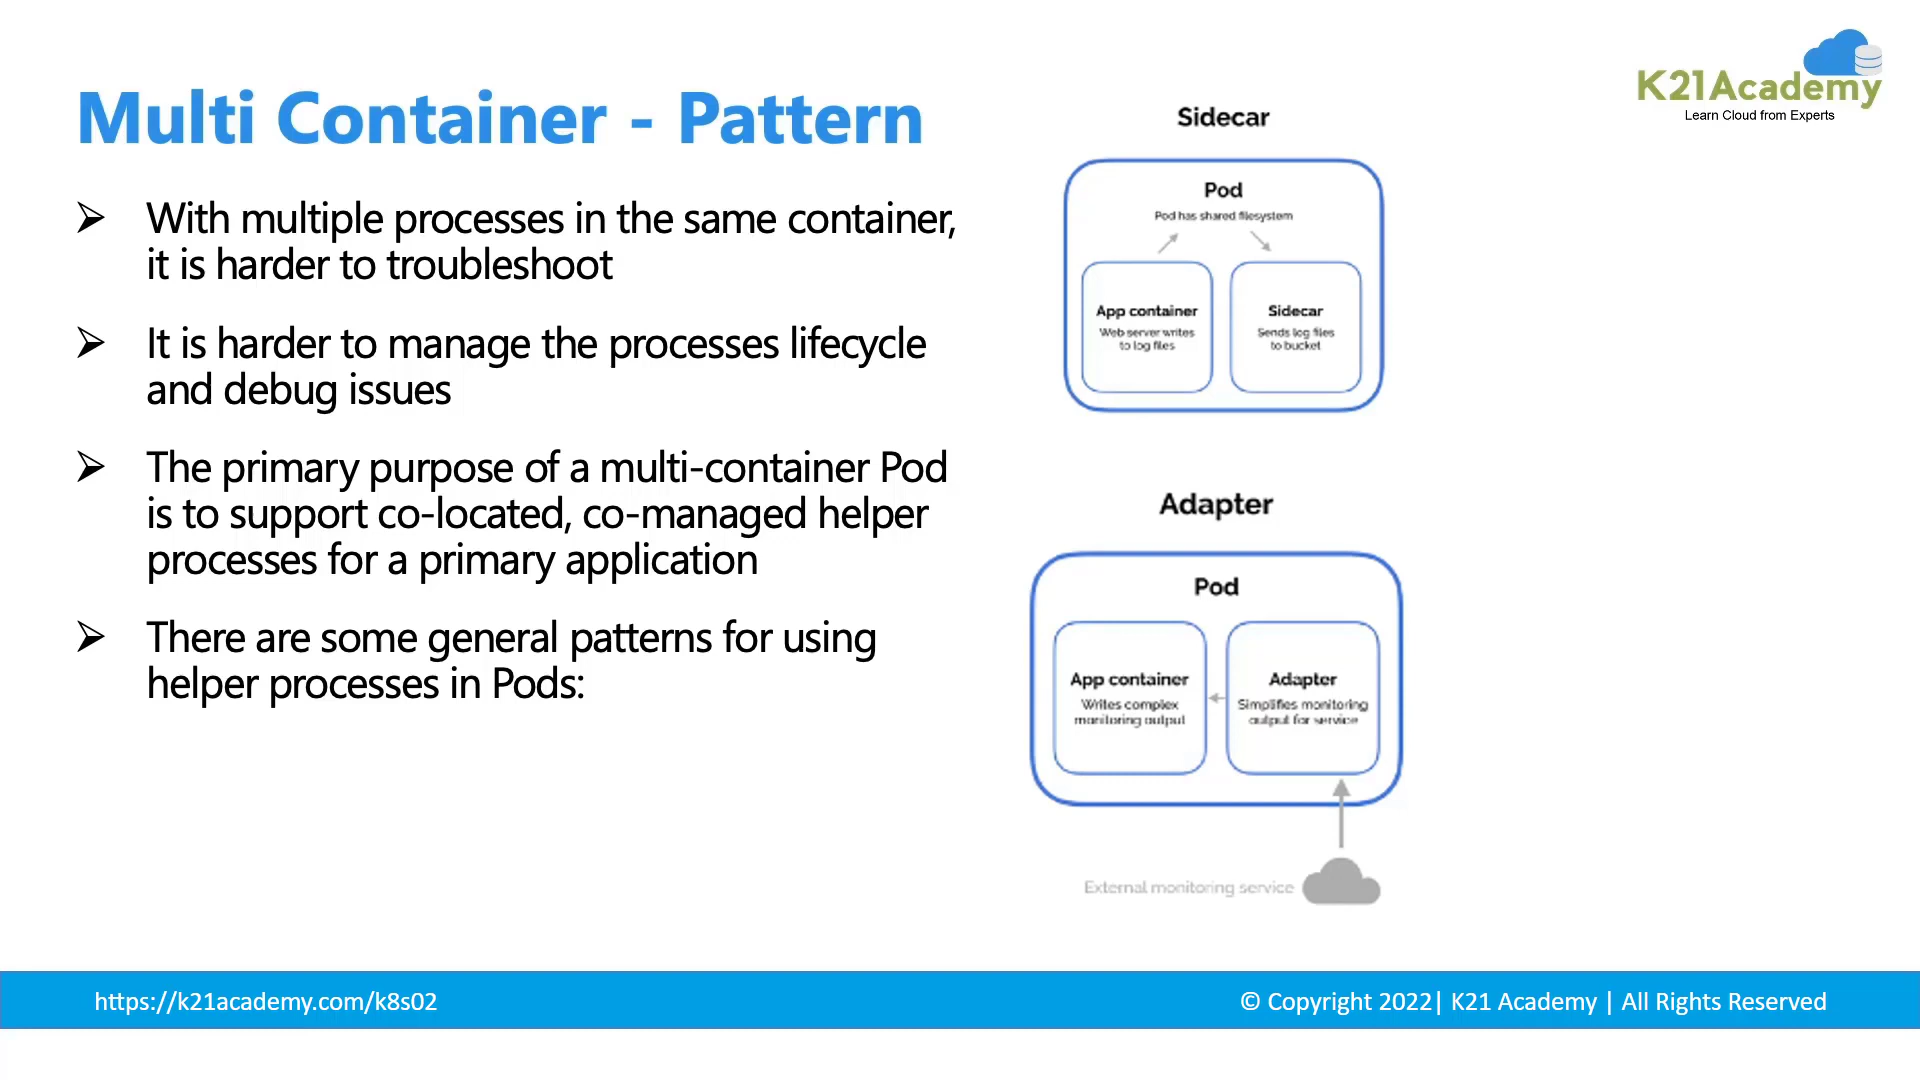 K21Academy
Learn Cloud from Experts
Multi Container - Pattern
With multiple processes in the same container,
it is harder to troubleshoot
It is harder to manage the processes lifecycle
and debug issues
The primary purpose of a multi-container Pod
is to support co-located, co-managed helper
processes for a primary application
There are some general patterns for using
helper processes in Pods:
Sidecar
Pod
Pod has shared filesystem
App container
Web server writes
to log files
Sidecar
Sends log files
to bucket
Adapter
Pod
App container
Writes complex
monitoring output
Adapter
Simplifies monitoring
output for service
External monitoring service
https://k21academy.com/k8s02
© Copyright 2022| K21 Academy | All Rights Reserved